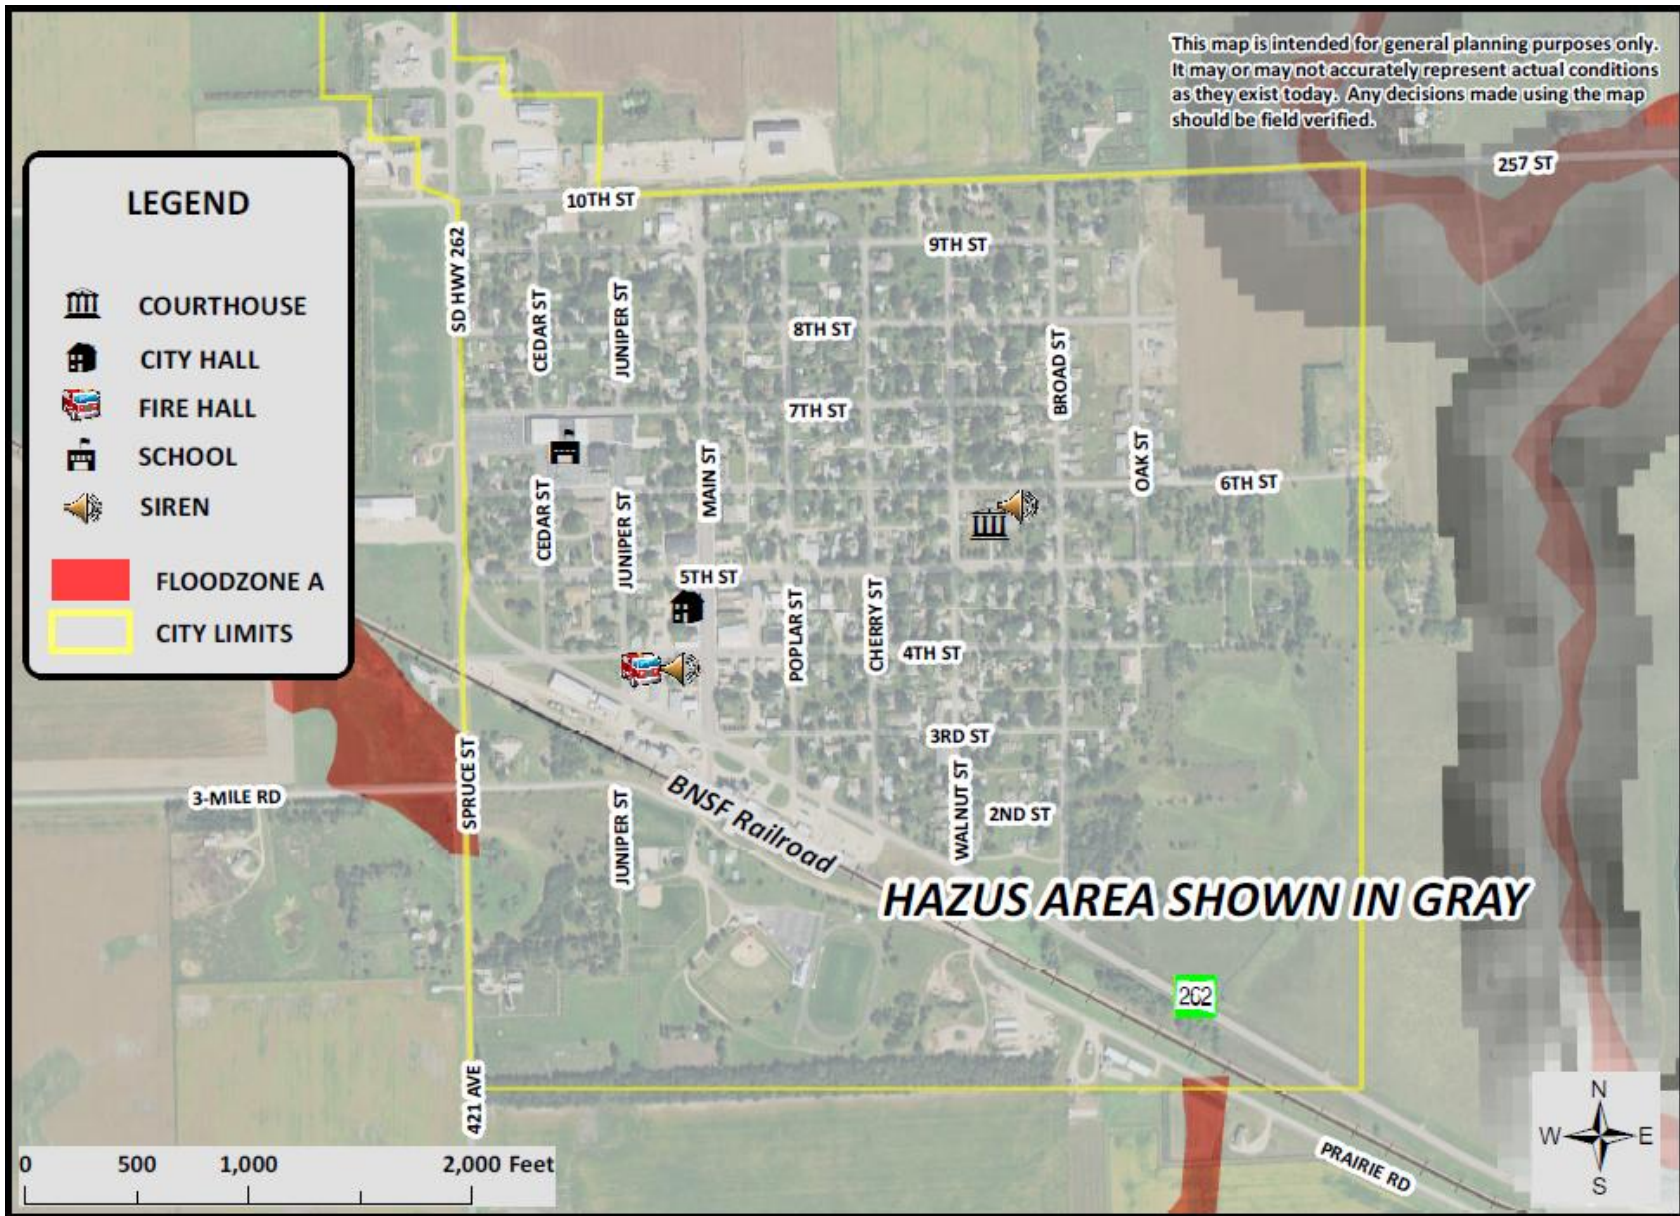 This map is intended for general planning purposes only.
It may or may not accurately represent actual conditions
as they exist today. Any decisions made using the map
should be field verified.
257 ST
LEGEND
COURTHOUSE
CITY HALL
FIRE HALL
SCHOOL
SIREN
FLOODZONE A
CITY LIMITS
10TH ST
SD HWY 262
9TH ST
CEDAR ST
JUNIPER ST
8TH ST
BROAD ST
7TH ST
MAIN ST
OAK ST
6TH ST
CEDAR ST
JUNIPER ST
5TH ST
POPLAR ST
CHERRY ST
4TH ST
3RD ST
SPRUCE ST
3-MILE RD
BNSF Railroad
JUNIPER ST
WALNUT ST
2ND ST
HAZUS AREA SHOWN IN GRAY
262
421 AVE
PRAIRIE RD
N
W E
S
0 500 1,000 2,000 Feet